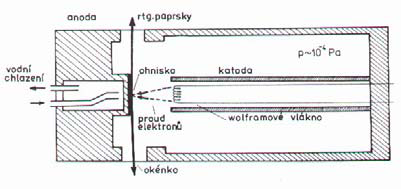 anoda
rtg.paprsky
vodní
chlazení
ohnisko
katoda
p~10⁻⁴ Pa
proud
elektronů
wolframové vlákno
okénko